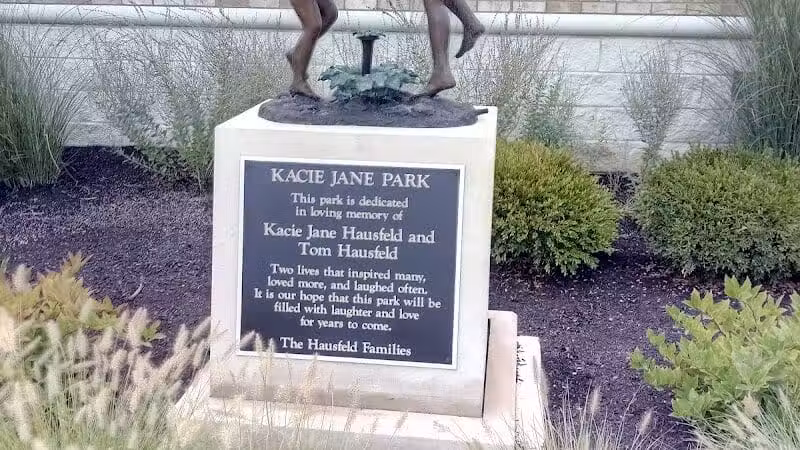 KACIE JANE PARK
This park is dedicated
in loving memory of
Kacie Jane Hausfeld and
Tom Hausfeld
Two lives that inspired many,
loved more, and laughed often.
It is our hope that this park will be
filled with laughter and love
for years to come.
The Hausfeld Families